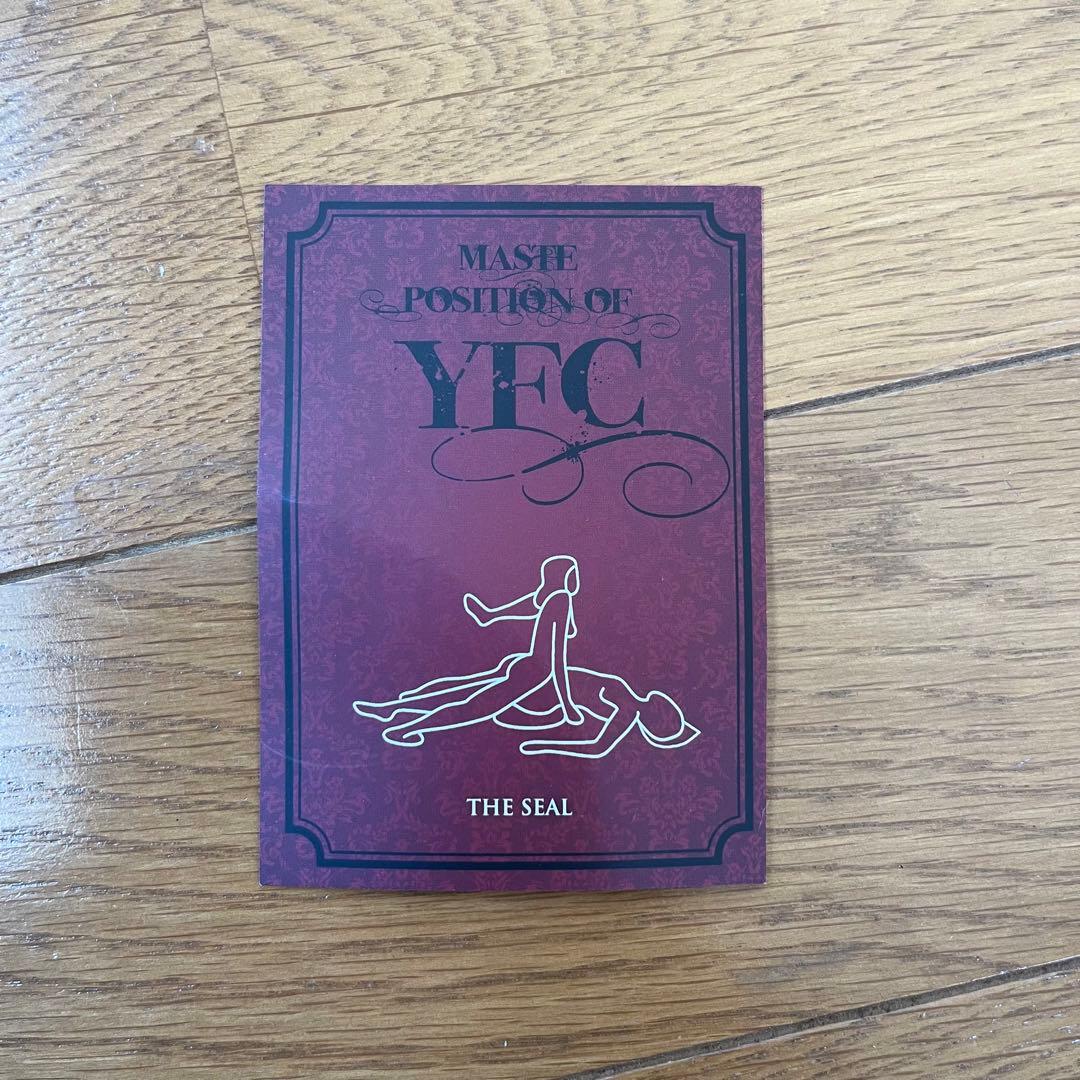 MASTE
POSITION OF
YFC
THE SEAL